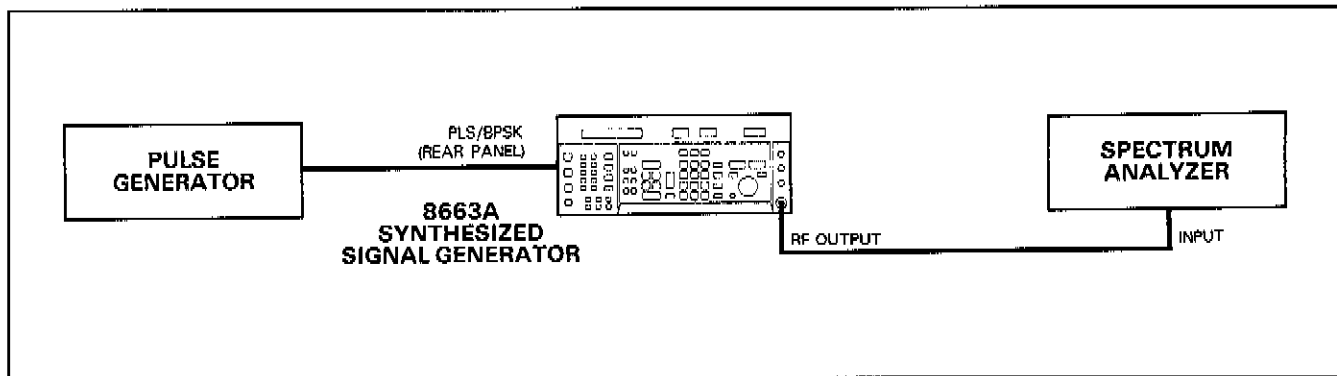 PULSE
GENERATOR
PLS/BPSK
(REAR PANEL)
8663A
SYNTHESIZED
SIGNAL GENERATOR
RF OUTPUT
SPECTRUM
ANALYZER
INPUT